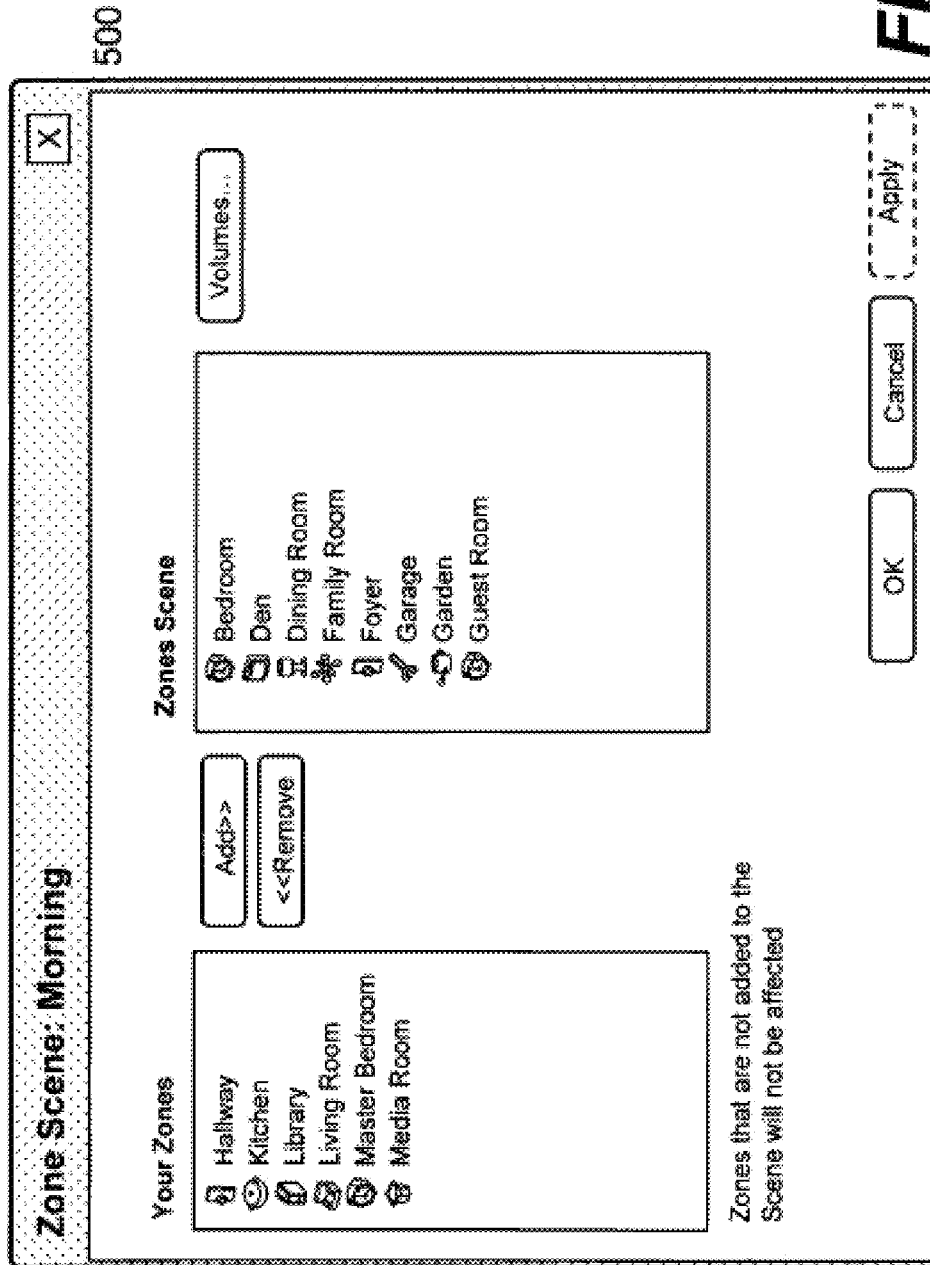 500
Zone Scene: Morning
X
Your Zones
Hallway
Kitchen
Library
Living Room
Master Bedroom
Media Room
Add>>
<<Remove
Zones Scene
Bedroom
Den
Dining Room
Family Room
Foyer
Garage
Garden
Guest Room
Volumes...
Zones that are not added to the
Scene will not be affected
OK
Cancel
Apply